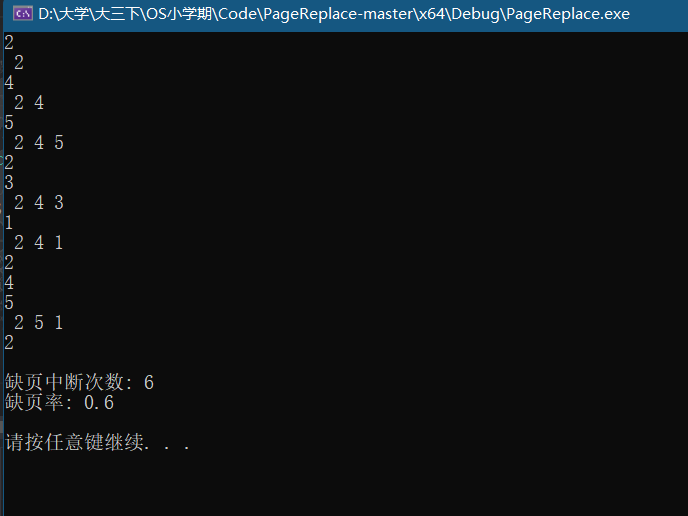 D:\大学\大三下\OS小学期\Code\PageReplace-master\x64\Debug\PageReplace.exe
2
2
4
2 4
5
2 4 5
2
3
2 4 3
1
2 4 1
2
4
5
2 5 1
2
缺页中断次数: 6
缺页率: 0.6
请按任意键继续. . .